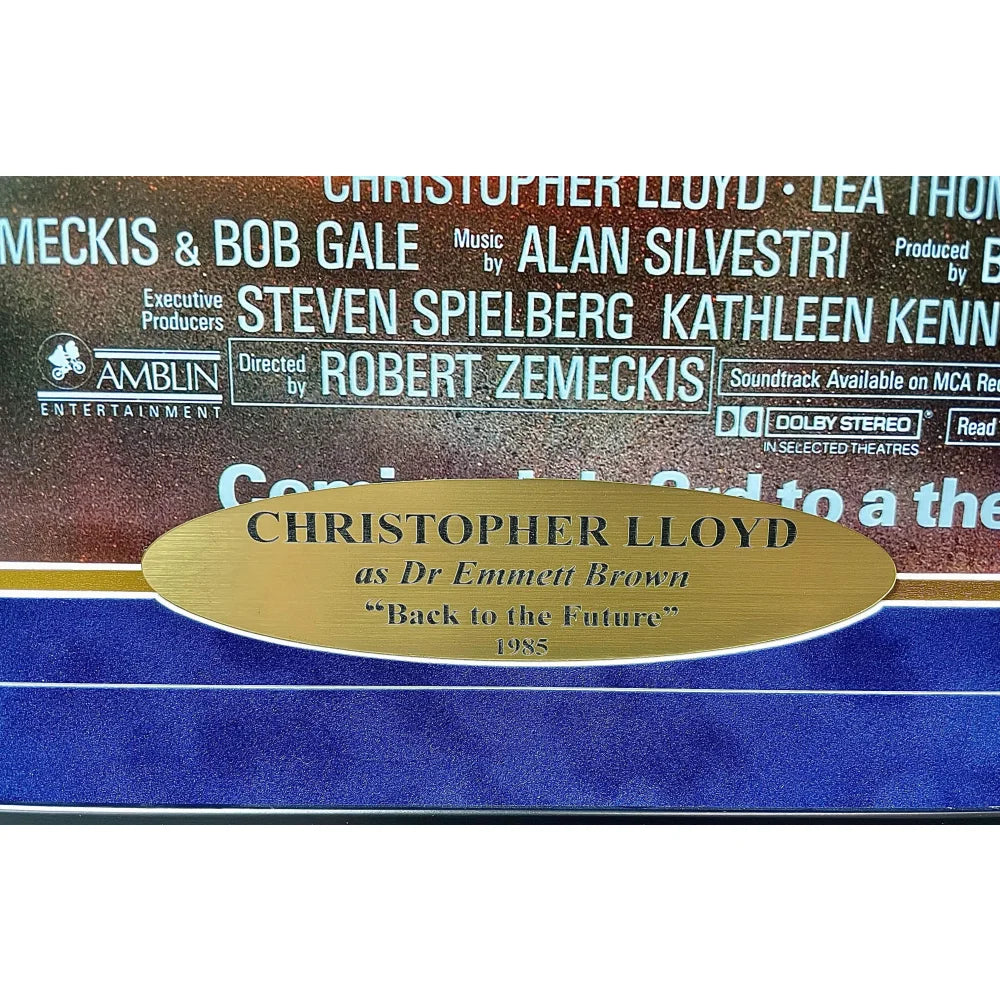 CHRISTOPHER LLOYD · LEA THOM
MECKIS & BOB GALE Music by ALAN SILVESTRI Produced by B
Executive Producers STEVEN SPIELBERG KATHLEEN KENN
AMBLIN ENTERTAINMENT Directed by ROBERT ZEMECKIS Soundtrack Available on MCA Re
DOLBY STEREO Read
IN SELECTED THEATRES
to a the
CHRISTOPHER LLOYD
as Dr Emmett Brown
“Back to the Future”
1985